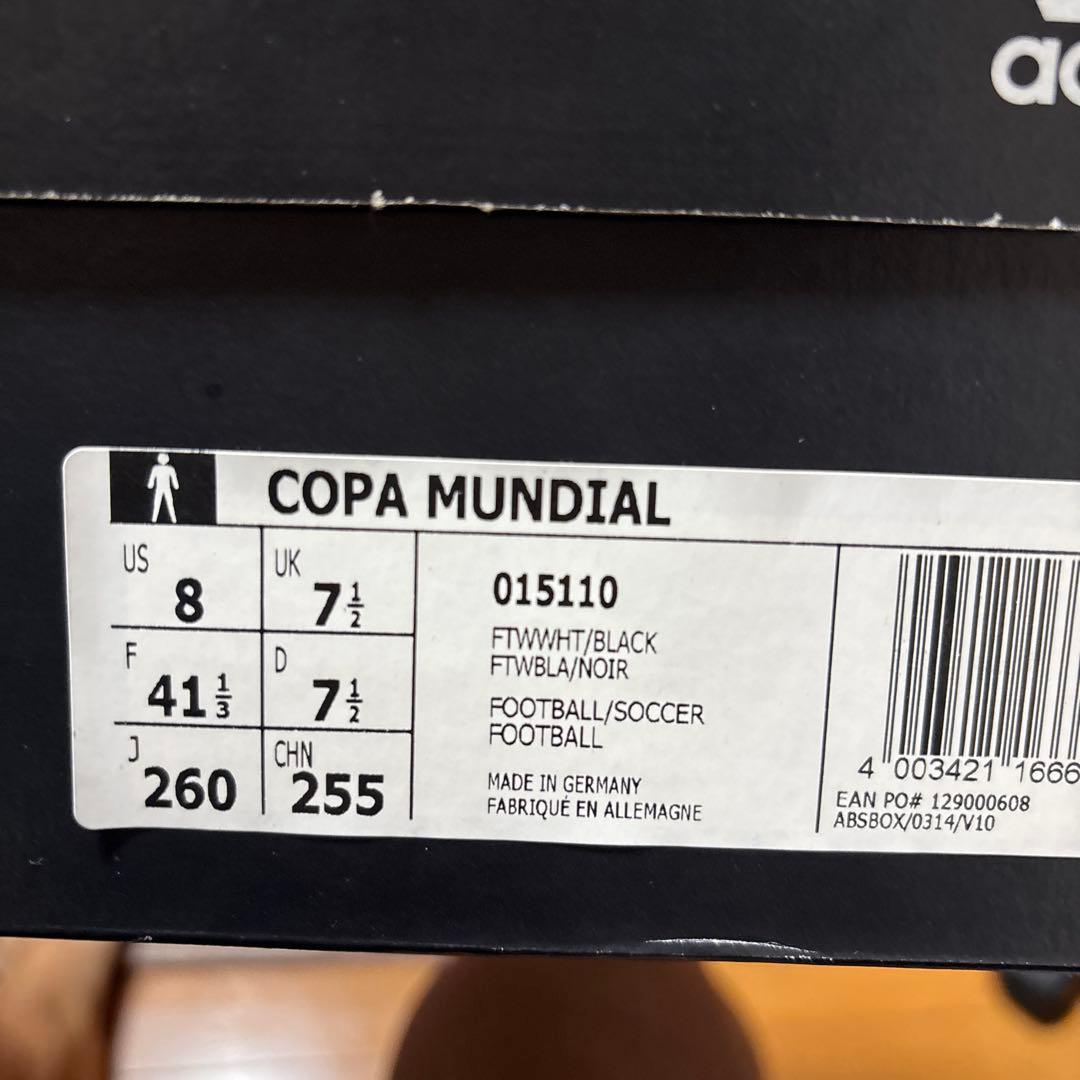 ad
COPA MUNDIAL
US 8 UK 7½
F 41⅓ D 7½
J 260 CHN 255
015110
FTWWHT/BLACK
FTWBLA/NOIR
FOOTBALL/SOCCER
FOOTBALL
MADE IN GERMANY
FABRIQUÉ EN ALLEMAGNE
4 003421 1666
EAN PO# 129000608
ABSBOX/0314/V10